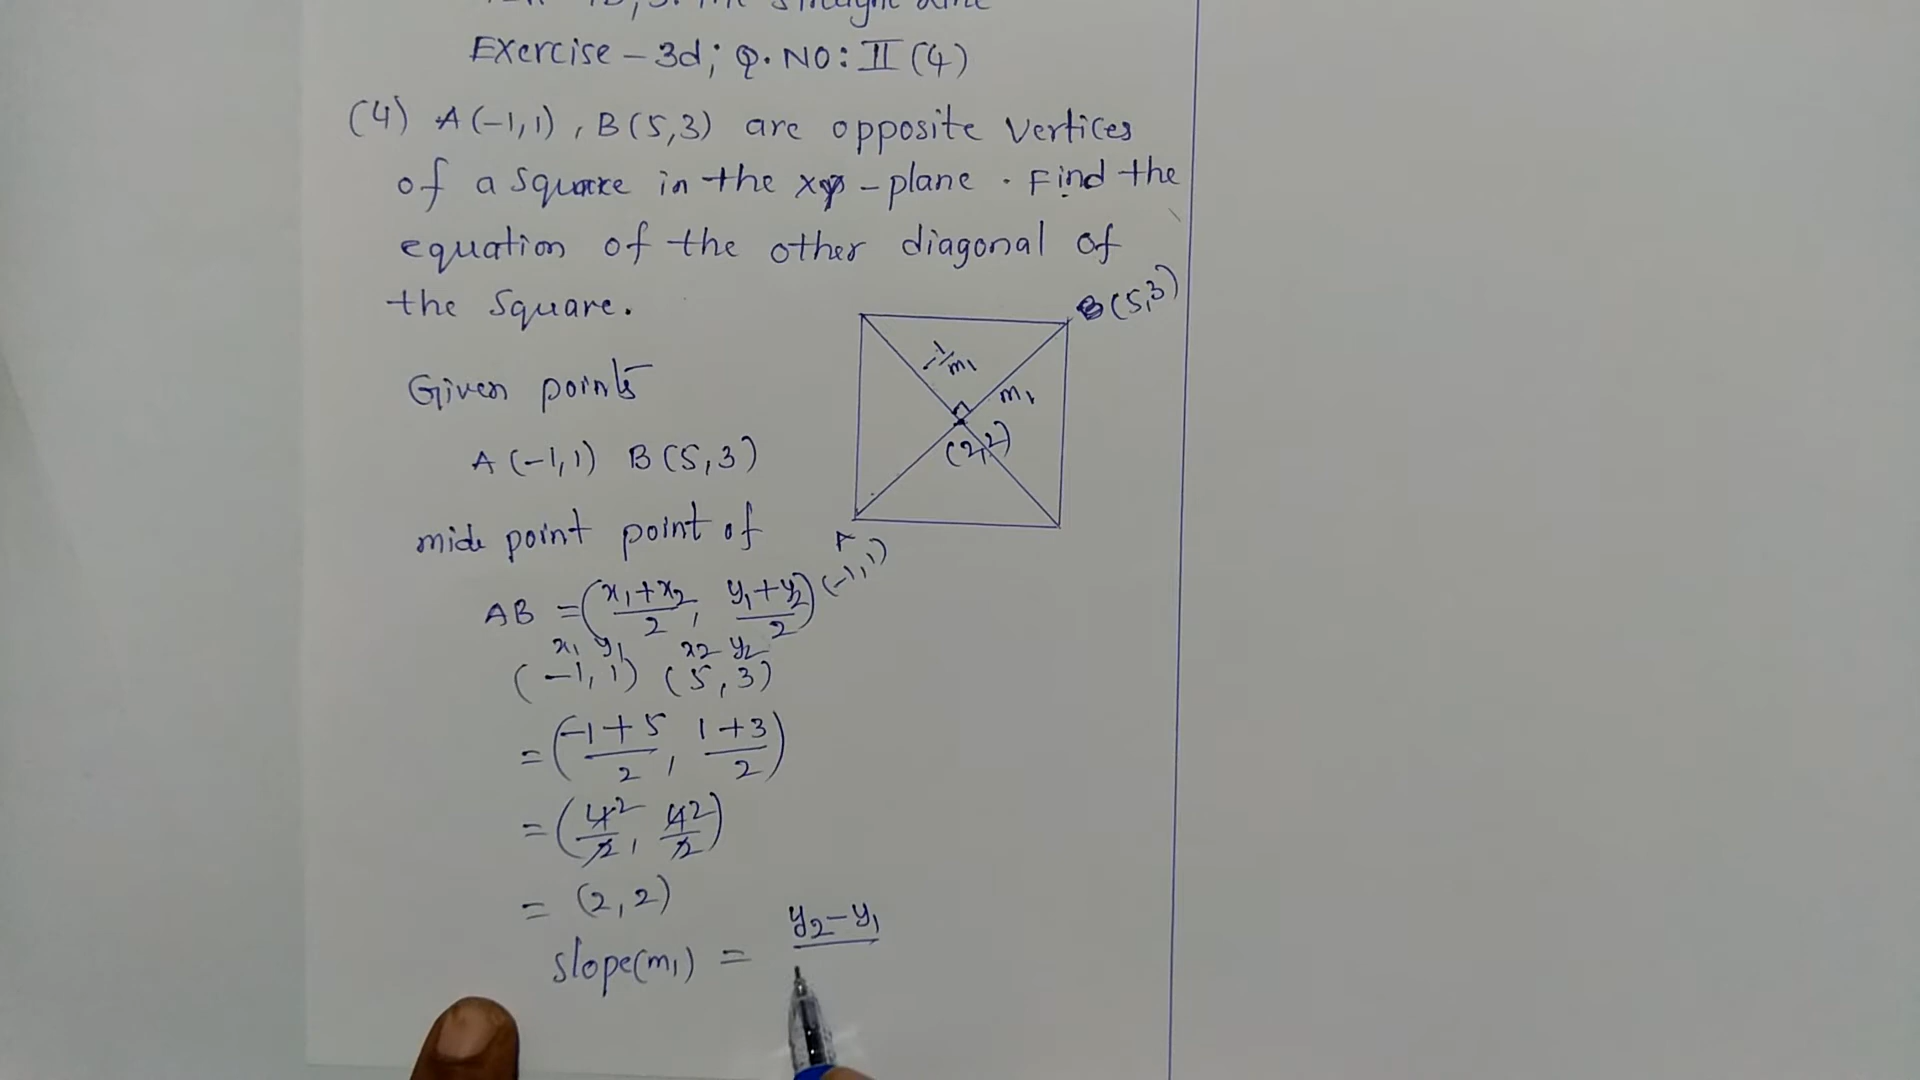 Exercise – 3d; Q. NO: II (4)
(4) A(-1,1), B(5,3) are opposite vertices
of a square in the xy – plane . Find the
equation of the other diagonal of
the square.
B(5,3)
-1/m1
m1
(2,2)
A
(-1,1)
Given points
A(-1,1) B(5,3)
mide point point of
AB = (x1+x2/2, y1+y2/2)
x1 y1 x2 y2
(-1,1) (5,3)
= (-1+5/2, 1+3/2)
= (4 2/2, 4 2/2)
= (2,2)
slope(m1) = y2-y1